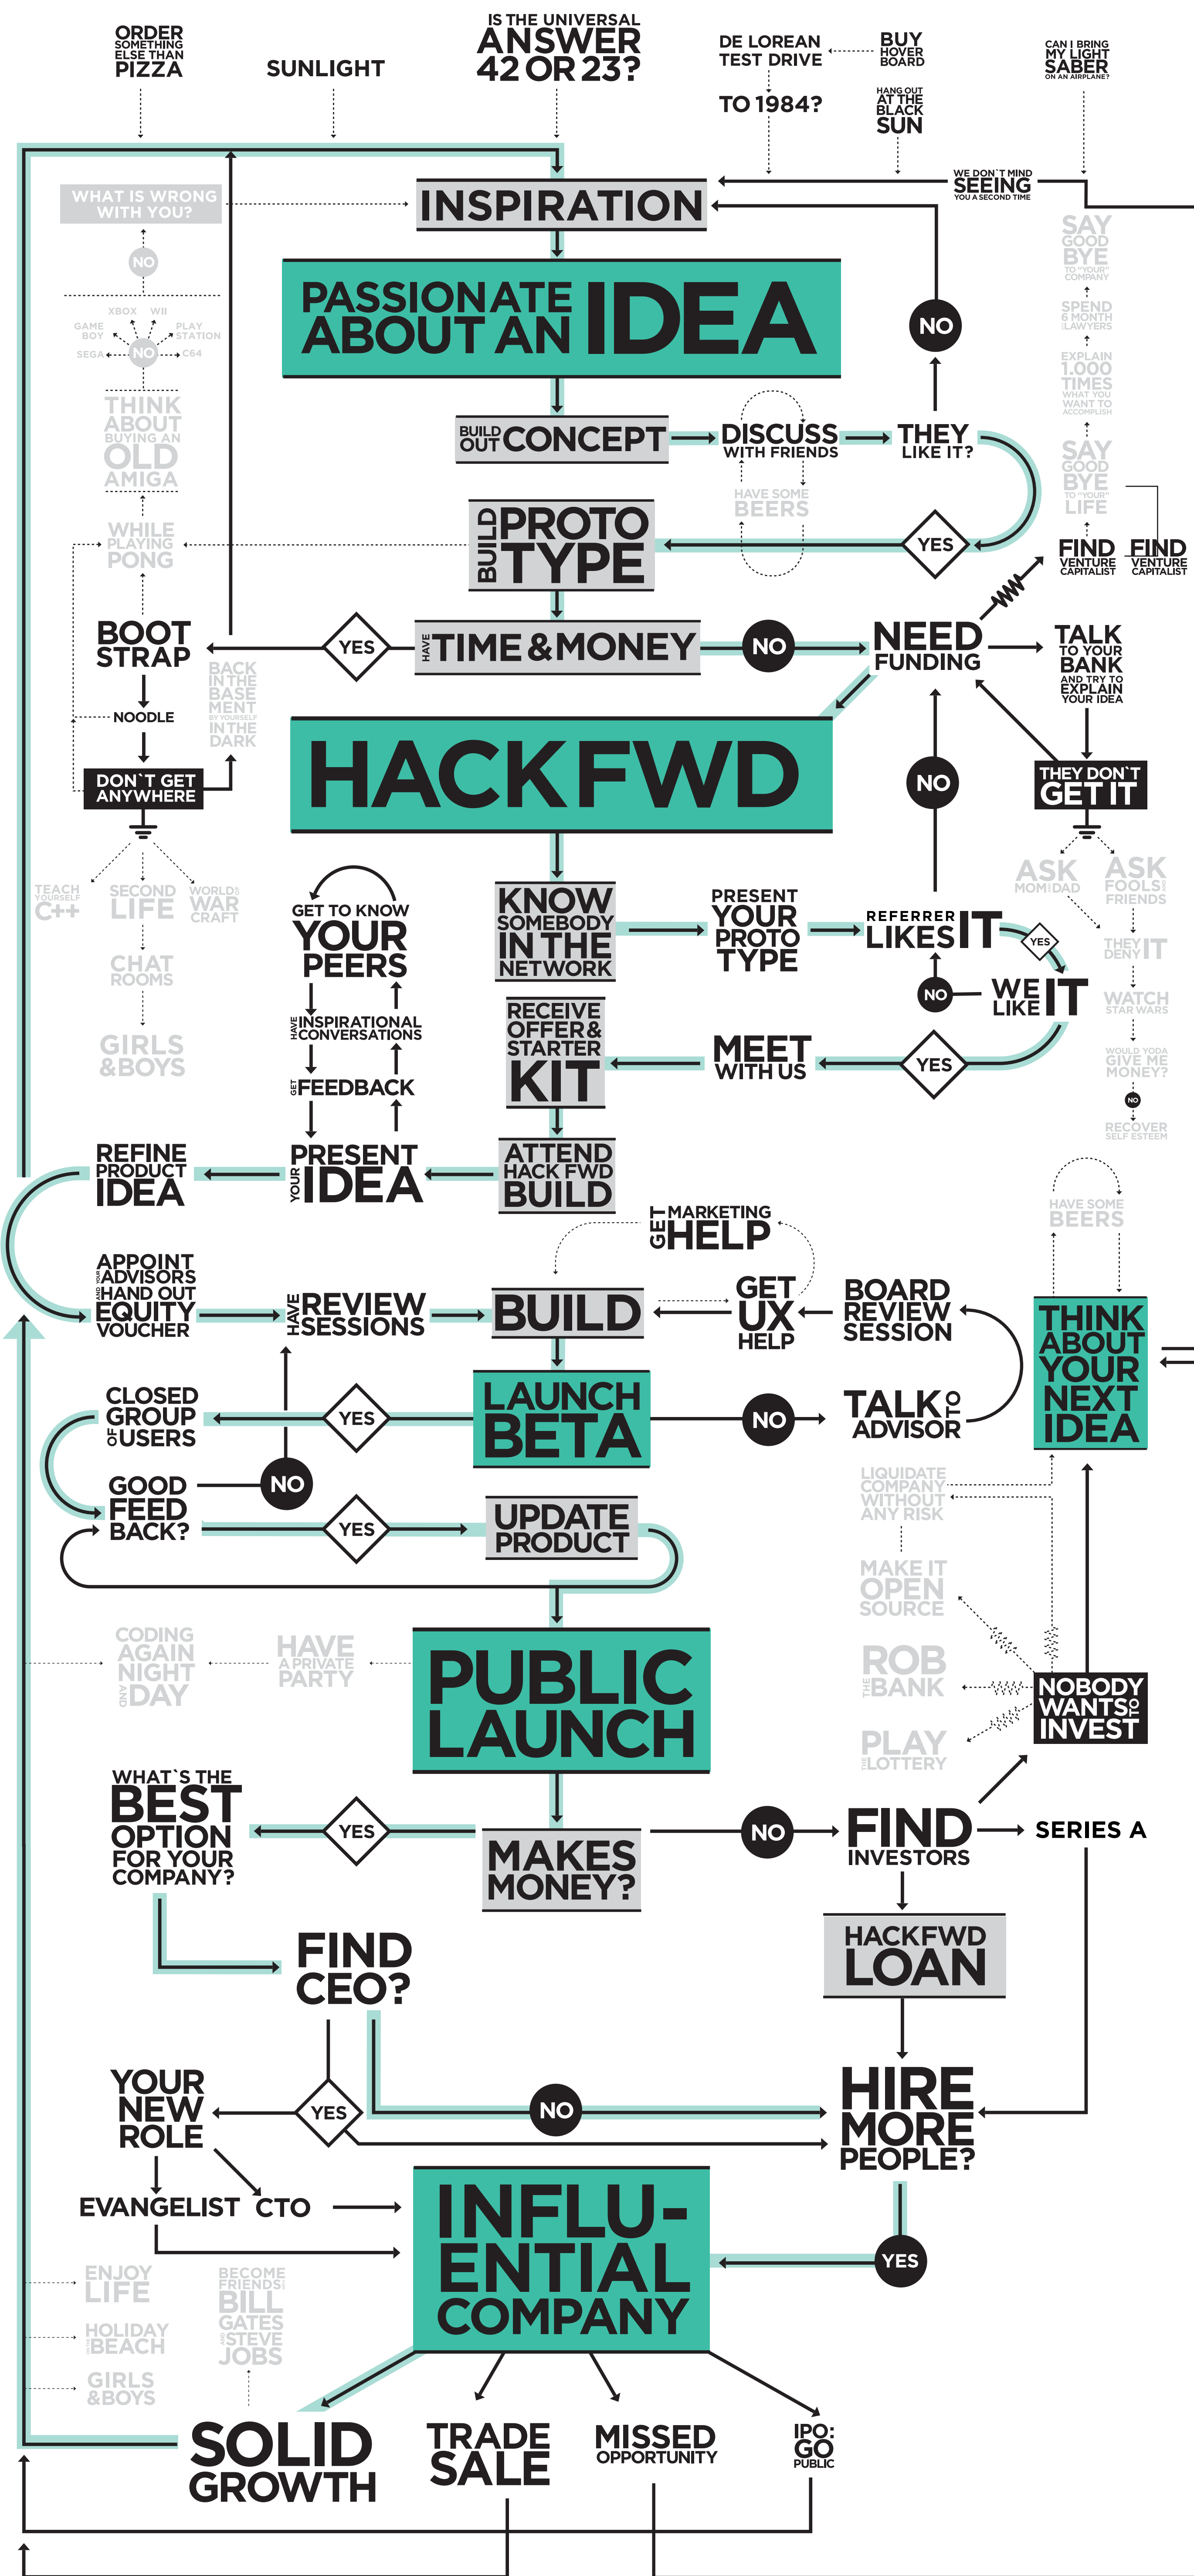 ORDER
SOMETHING
ELSE THAN
PIZZA
SUNLIGHT
IS THE UNIVERSAL
ANSWER
42 OR 23?
DE LOREAN
TEST DRIVE
TO 1984?
BUY
HOVER
BOARD
HANG OUT
AT THE
BLACK
SUN
CAN I BRING
MY LIGHT
SABER
ON AN AIRPLANE?
WE DON`T MIND
SEEING
YOU A SECOND TIME
WHAT IS WRONG
WITH YOU?
INSPIRATION
NO
PASSIONATE
ABOUT AN IDEA
NO
SAY
GOOD
BYE
TO "YOUR"
COMPANY
SPEND
6 MONTH
LAWYERS
EXPLAIN
1.000
TIMES
WHAT YOU
WANT TO
ACCOMPLISH
SAY
GOOD
BYE
TO "YOUR"
LIFE
XBOX WII
GAME
BOY
PLAY
STATION
SEGA NO C64
THINK
ABOUT
BUYING AN
OLD
AMIGA
BUILD
OUT CONCEPT
DISCUSS
WITH FRIENDS
THEY
LIKE IT?
HAVE SOME
BEERS
WHILE
PLAYING
PONG
BUILD PROTO
TYPE
YES
FIND
VENTURE
CAPITALIST
FIND
VENTURE
CAPITALIST
BOOT
STRAP
YES
HAVE TIME & MONEY
NO
NEED
FUNDING
TALK
TO YOUR
BANK
AND TRY TO
EXPLAIN
YOUR IDEA
NOODLE
BACK
IN THE
BASE
MENT
BY YOURSELF
IN THE
DARK
DON`T GET
ANYWHERE
HACKFWD
NO
THEY DON`T
GET IT
TEACH
YOURSELF
C++
SECOND
LIFE
WORLD OF
WAR
CRAFT
CHAT
ROOMS
GIRLS
&BOYS
GET TO KNOW
YOUR
PEERS
HAVE INSPIRATIONAL
CONVERSATIONS
GET FEEDBACK
KNOW
SOMEBODY
IN THE
NETWORK
PRESENT
YOUR
PROTO
TYPE
REFERRER
LIKES IT
YES
NO
WE
LIKE IT
ASK
MOM AND DAD
ASK
FOOLS AND
FRIENDS
THEY
DENY IT
WATCH
STAR WARS
WOULD YODA
GIVE ME
MONEY?
NO
RECOVER
SELF ESTEEM
RECEIVE
OFFER &
STARTER
KIT
MEET
WITH US
YES
REFINE
PRODUCT
IDEA
PRESENT
YOUR IDEA
ATTEND
HACK FWD
BUILD
HAVE SOME
BEERS
GET MARKETING
HELP
APPOINT
YOUR ADVISORS
AND HAND OUT
EQUITY
VOUCHER
HAVE REVIEW
SESSIONS
BUILD
GET
UX
HELP
BOARD
REVIEW
SESSION
THINK
ABOUT
YOUR
NEXT
IDEA
CLOSED
GROUP
OF USERS
YES
LAUNCH
BETA
NO
TALK TO
ADVISOR
GOOD
FEED
BACK?
NO
YES
UPDATE
PRODUCT
LIQUIDATE
COMPANY
WITHOUT
ANY RISK
MAKE IT
OPEN
SOURCE
ROB
THE BANK
PLAY
THE LOTTERY
NOBODY
WANTS TO
INVEST
CODING
AGAIN
NIGHT
AND DAY
HAVE
A PRIVATE
PARTY
PUBLIC
LAUNCH
WHAT`S THE
BEST
OPTION
FOR YOUR
COMPANY?
YES
MAKES
MONEY?
NO
FIND
INVESTORS
SERIES A
FIND
CEO?
HACKFWD
LOAN
YOUR
NEW
ROLE
YES
NO
HIRE
MORE
PEOPLE?
EVANGELIST CTO
INFLU-
ENTIAL
COMPANY
YES
ENJOY
LIFE
HOLIDAY
BEACH
GIRLS
&BOYS
BECOME
FRIENDS
BILL
GATES
AND STEVE
JOBS
SOLID
GROWTH
TRADE
SALE
MISSED
OPPORTUNITY
IPO:
GO
PUBLIC